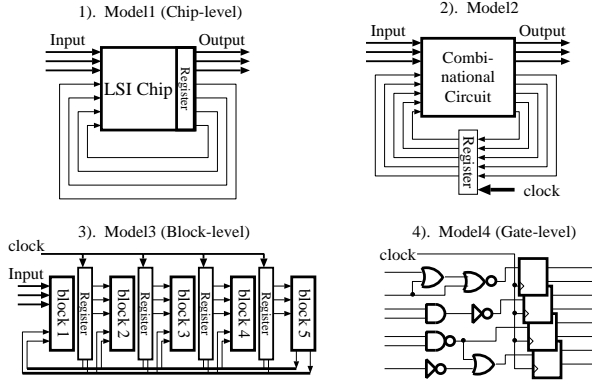 1). Model1 (Chip-level)
Input
Output
LSI Chip
Register
2). Model2
Input
Output
Combi-
national
Circuit
Register
clock
3). Model3 (Block-level)
clock
Input
block 1
Register
block 2
Register
block 3
Register
block 4
Register
block 5
4). Model4 (Gate-level)
clock